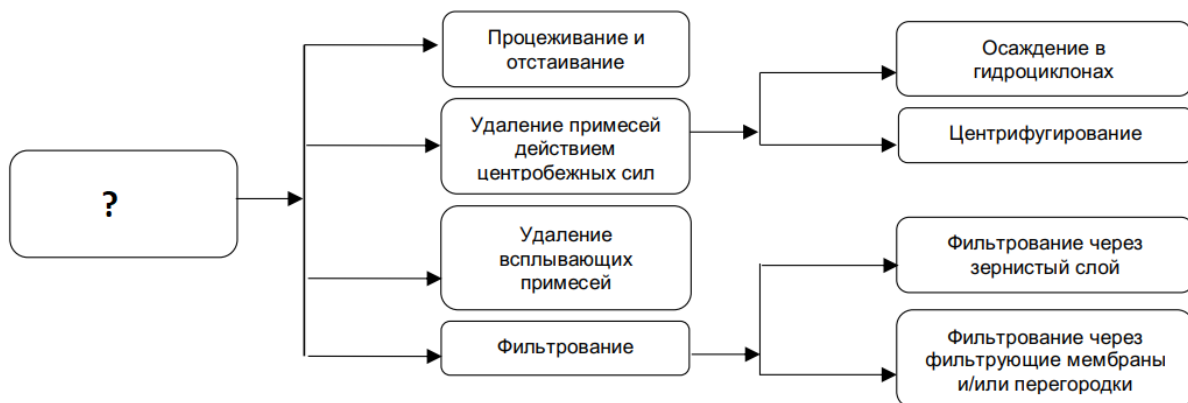 ?
Процеживание и
отстаивание
Удаление примесей
действием
центробежных сил
Удаление
всплывающих
примесей
Фильтрование
Осаждение в
гидроциклонах
Центрифугирование
Фильтрование через
зернистый слой
Фильтрование через
фильтрующие мембраны
и/или перегородки